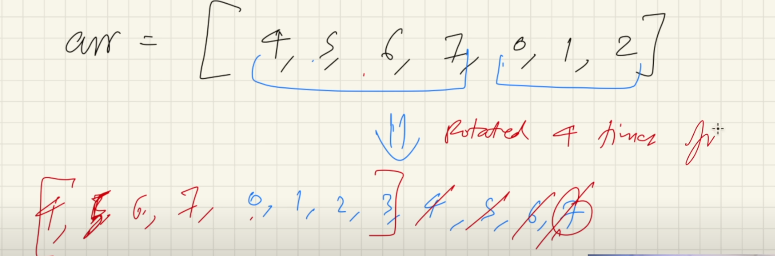 arr = [ 4, 5, 6, 7, 0, 1, 2 ]
Rotated 4 times fr
[ 4, 5, 6, 7, 0, 1, 2, 3 ] 4, 5, 6, 7